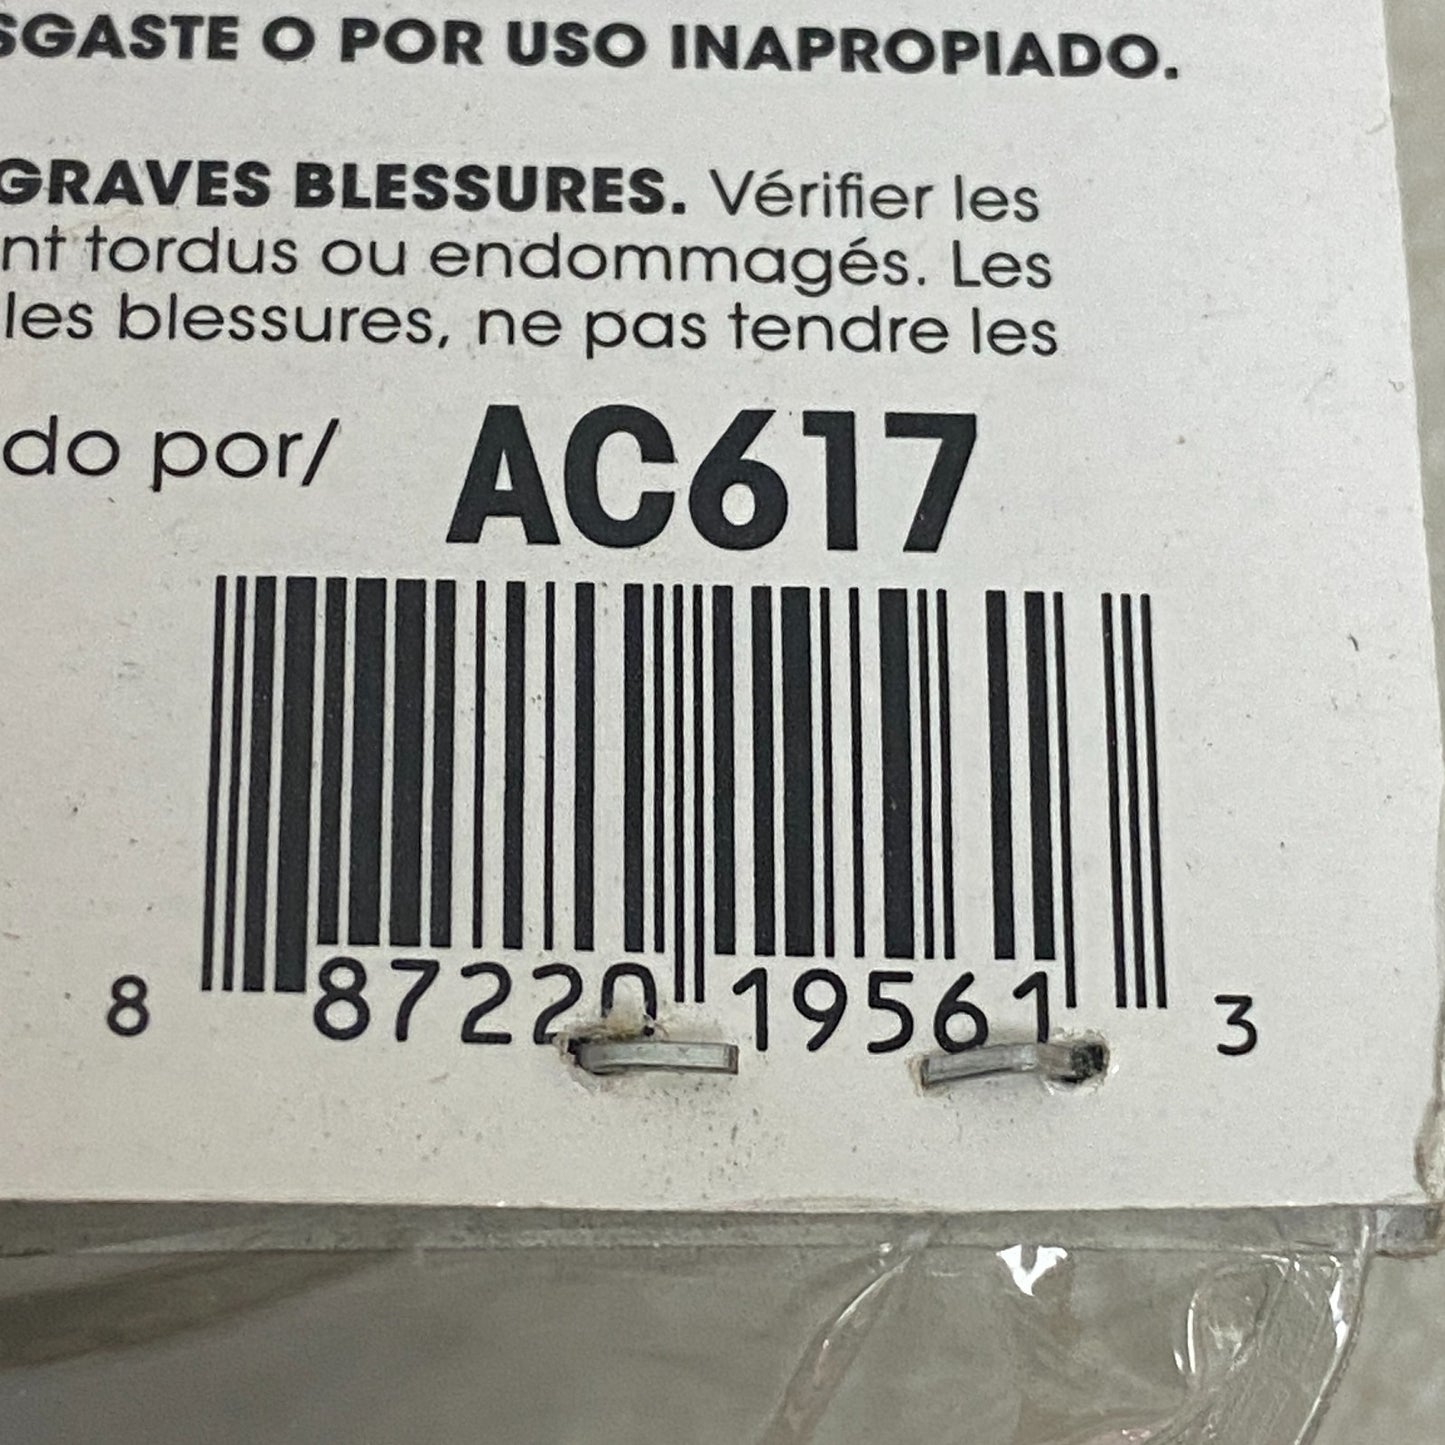 SGASTE O POR USO INAPROPIADO.
GRAVES BLESSURES. Vérifier les
nt tordus ou endommagés. Les
les blessures, ne pas tendre les
do por/ AC617
8 87220 19561 3